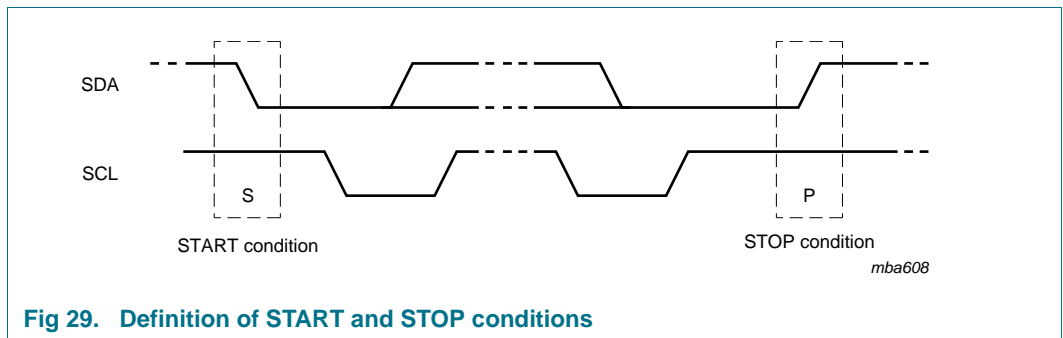 SDA
SCL
S
P
START condition
STOP condition
mba608
Fig 29. Definition of START and STOP conditions